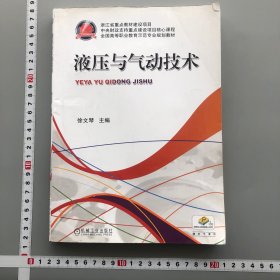 浙江省重点教材建设项目
中央财政支持重点建设项目核心课程
全国高等职业教育示范专业规划教材
液压与气动技术
YEYA YU QIDONG JISHU
徐文琴 主编
机械工业出版社